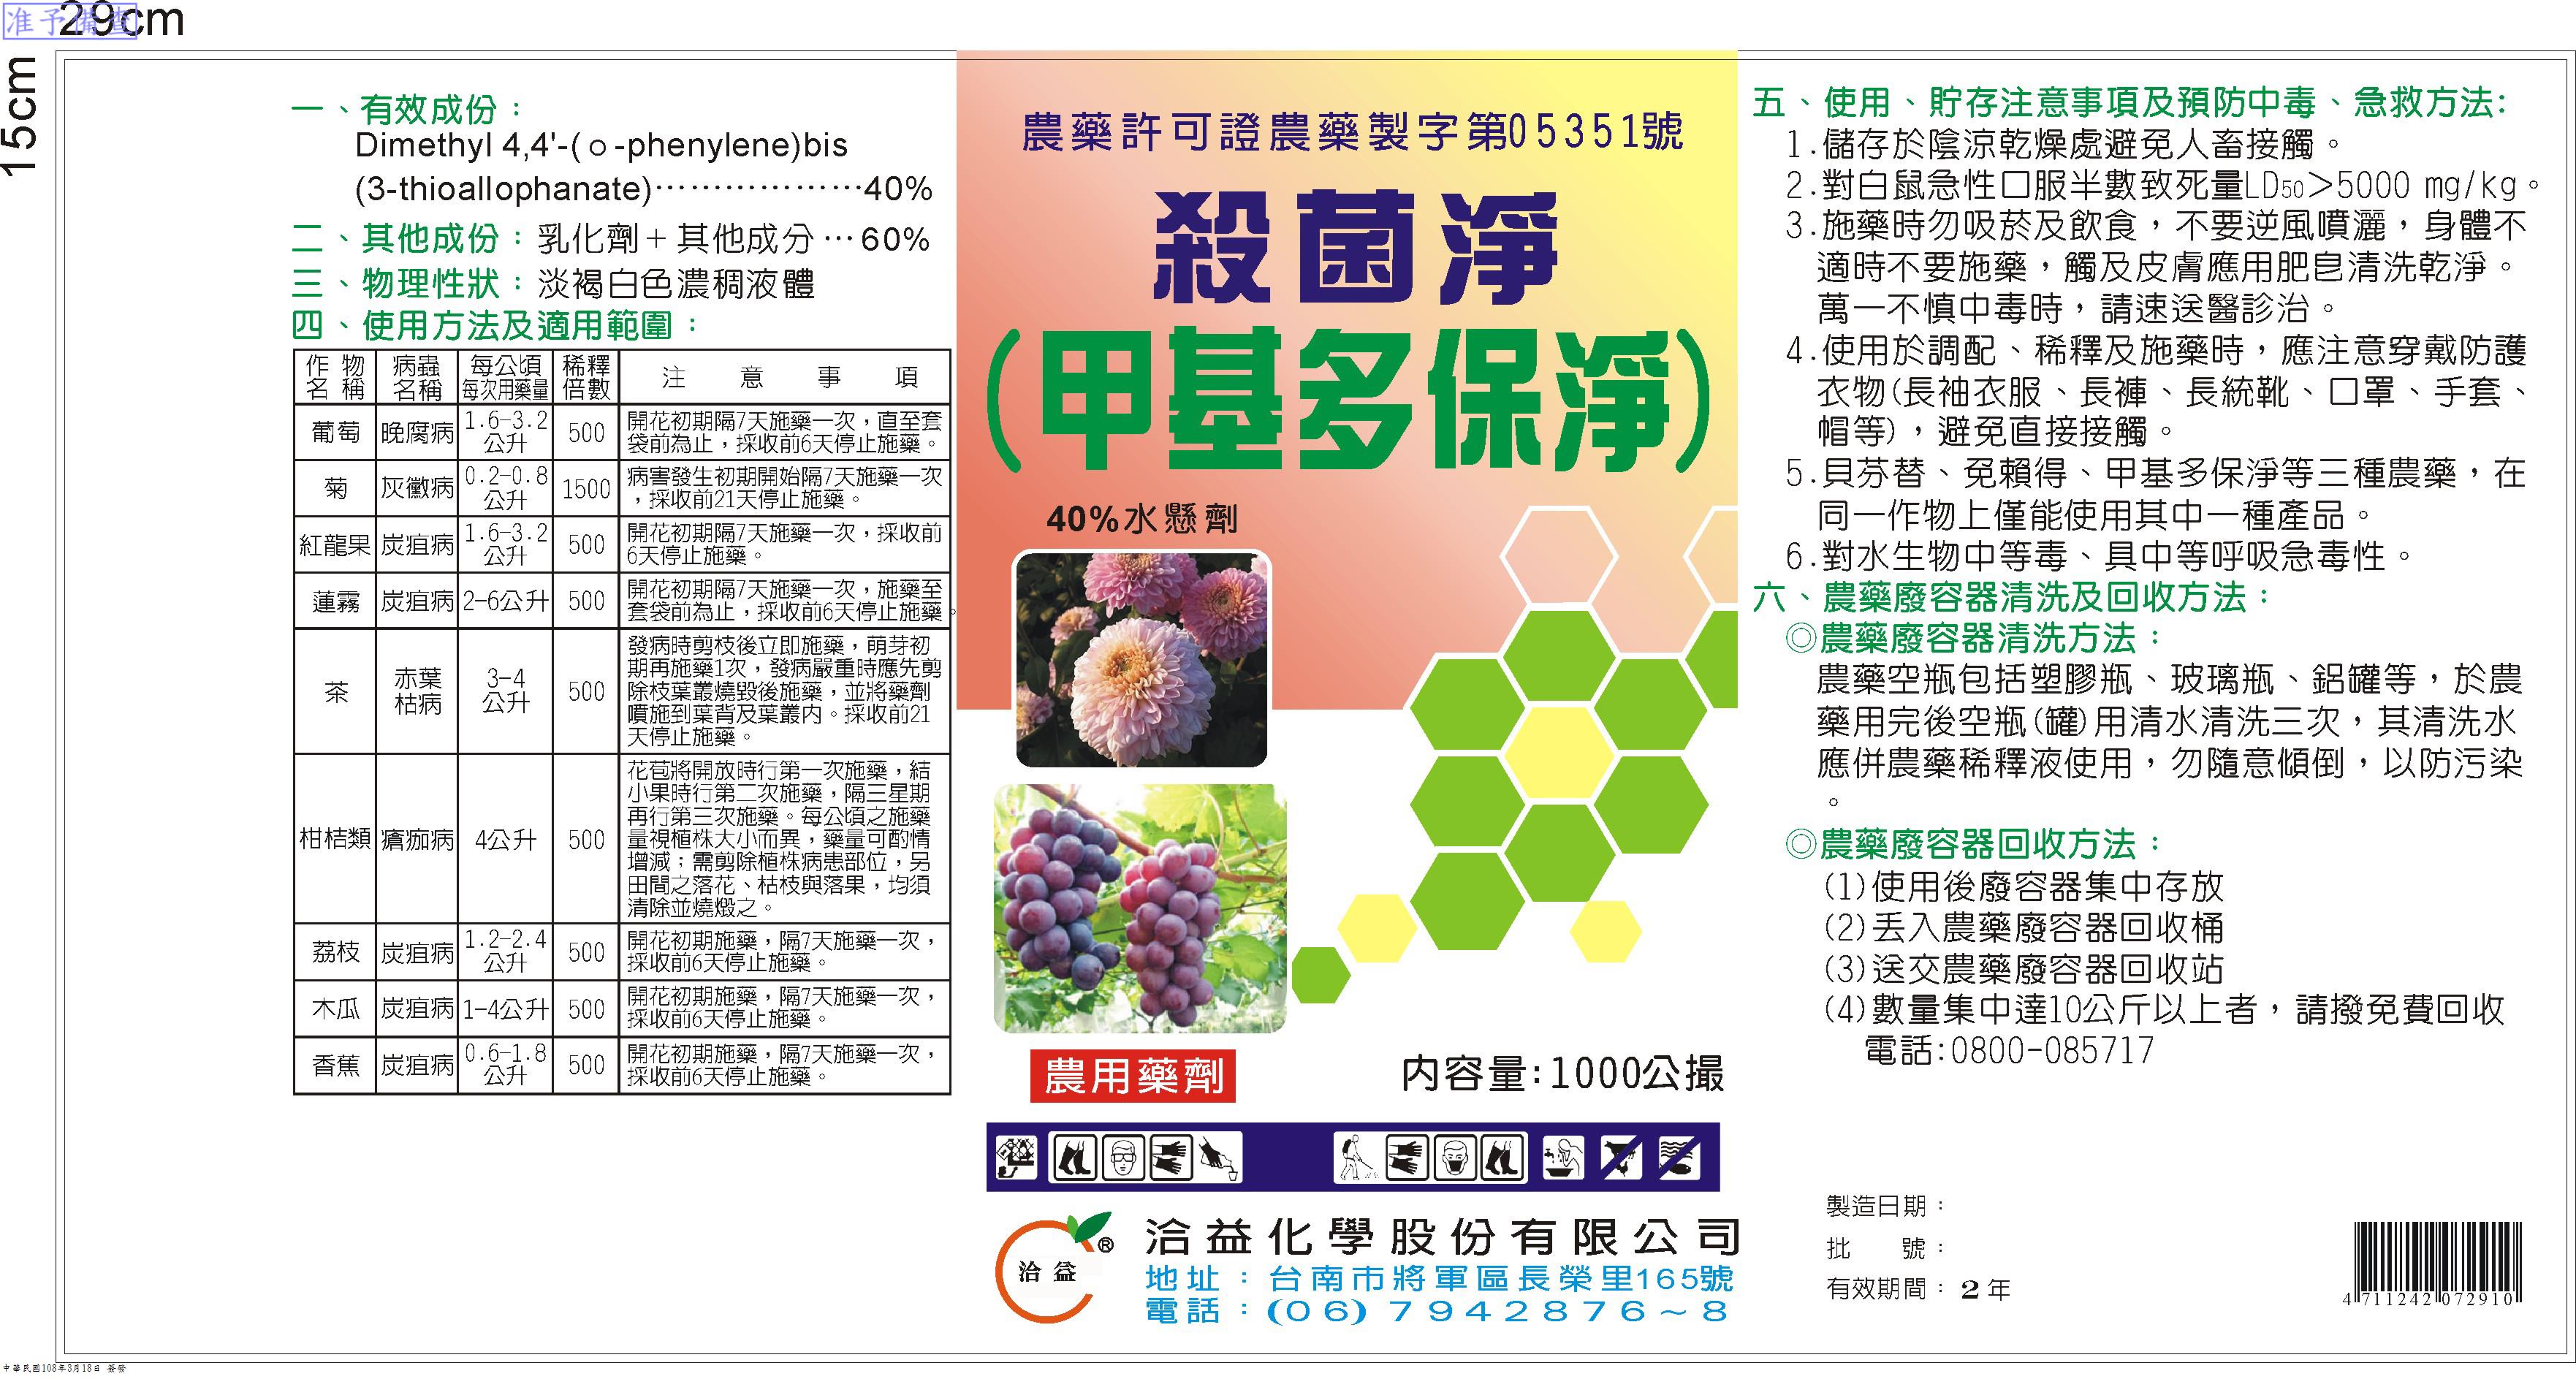 准予備查
29cm
15cm
一、有效成份：
Dimethyl 4,4'-(o-phenylene)bis
(3-thioallophanate)⋯⋯⋯⋯⋯⋯40%
二、其他成份：乳化劑＋其他成分⋯60%
三、物理性狀：淡褐白色濃稠液體
四、使用方法及適用範圍：
作物名稱 病蟲名稱 每公頃每次用藥量 稀釋倍數 注意事項
葡萄 晚腐病 1.6-3.2公升 500 開花初期隔7天施藥一次，直至套
袋前為止，採收前6天停止施藥。
菊 灰黴病 0.2-0.8公升 1500 病害發生初期開始隔7天施藥一次
，採收前21天停止施藥。
紅龍果 炭疽病 1.6-3.2公升 500 開花初期隔7天施藥一次，採收前
6天停止施藥。
蓮霧 炭疽病 2-6公升 500 開花初期隔7天施藥一次，施藥至
套袋前為止，採收前6天停止施藥。
茶 赤葉枯病 3-4公升 500 發病時剪枝後立即施藥，萌芽初
期再施藥1次，發病嚴重時應先剪
除枝葉叢燒毀後施藥，並將藥劑
噴施到葉背及葉叢內。採收前21
天停止施藥。
柑桔類 瘡痂病 4公升 500 花苞將開放時行第一次施藥，結
小果時行第二次施藥，隔三星期
再行第三次施藥。每公頃之施藥
量視植株大小而異，藥量可酌情
增減；需剪除植株病患部位，另
田間之落花、枯枝與落果，均須
清除並燒燬之。
荔枝 炭疽病 1.2-2.4公升 500 開花初期施藥，隔7天施藥一次，
採收前6天停止施藥。
木瓜 炭疽病 1-4公升 500 開花初期施藥，隔7天施藥一次，
採收前6天停止施藥。
香蕉 炭疽病 0.6-1.8公升 500 開花初期施藥，隔7天施藥一次，
採收前6天停止施藥。
農藥許可證農藥製字第05351號
殺菌淨
(甲基多保淨)
40%水懸劑
農用藥劑
內容量:1000公撮
洽益
®
洽益化學股份有限公司
地址：台南市將軍區長榮里165號
電話：(06)7942876~8
五、使用、貯存注意事項及預防中毒、急救方法:
1.儲存於陰涼乾燥處避免人畜接觸。
2.對白鼠急性口服半數致死量LD50＞5000 mg/kg。
3.施藥時勿吸菸及飲食，不要逆風噴灑，身體不
適時不要施藥，觸及皮膚應用肥皂清洗乾淨。
萬一不慎中毒時，請速送醫診治。
4.使用於調配、稀釋及施藥時，應注意穿戴防護
衣物(長袖衣服、長褲、長統靴、口罩、手套、
帽等)，避免直接接觸。
5.貝芬替、免賴得、甲基多保淨等三種農藥，在
同一作物上僅能使用其中一種產品。
6.對水生物中等毒、具中等呼吸急毒性。
六、農藥廢容器清洗及回收方法：
◎農藥廢容器清洗方法：
農藥空瓶包括塑膠瓶、玻璃瓶、鋁罐等，於農
藥用完後空瓶(罐)用清水清洗三次，其清洗水
應併農藥稀釋液使用，勿隨意傾倒，以防污染
。
◎農藥廢容器回收方法：
(1)使用後廢容器集中存放
(2)丟入農藥廢容器回收桶
(3)送交農藥廢容器回收站
(4)數量集中達10公斤以上者，請撥免費回收
電話:0800-085717
製造日期：
批　號：
有效期間：2年
4 711242 072910
中華民國108年3月18日 簽發